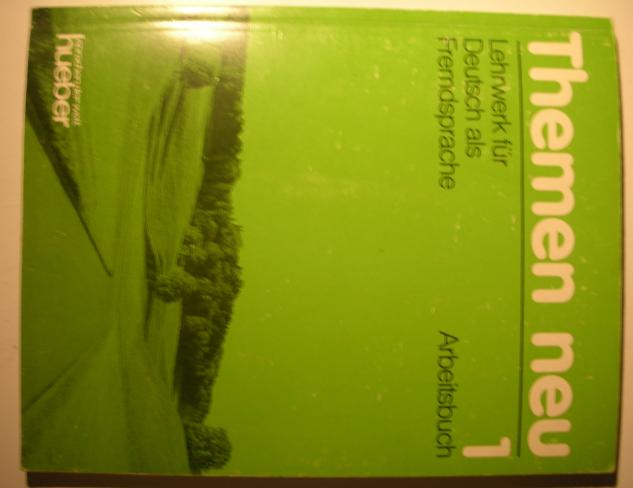 Themen neu
1
Lehrwerk für
Deutsch als
Fremdsprache
Arbeitsbuch
hueber